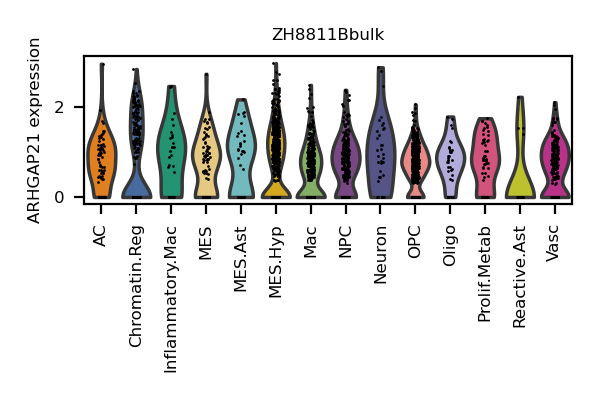 ZH8811Bbulk
ARHGAP21 expression
2
0
AC
Chromatin.Reg
Inflammatory.Mac
MES
MES.Ast
MES.Hyp
Mac
NPC
Neuron
OPC
Oligo
Prolif.Metab
Reactive.Ast
Vasc